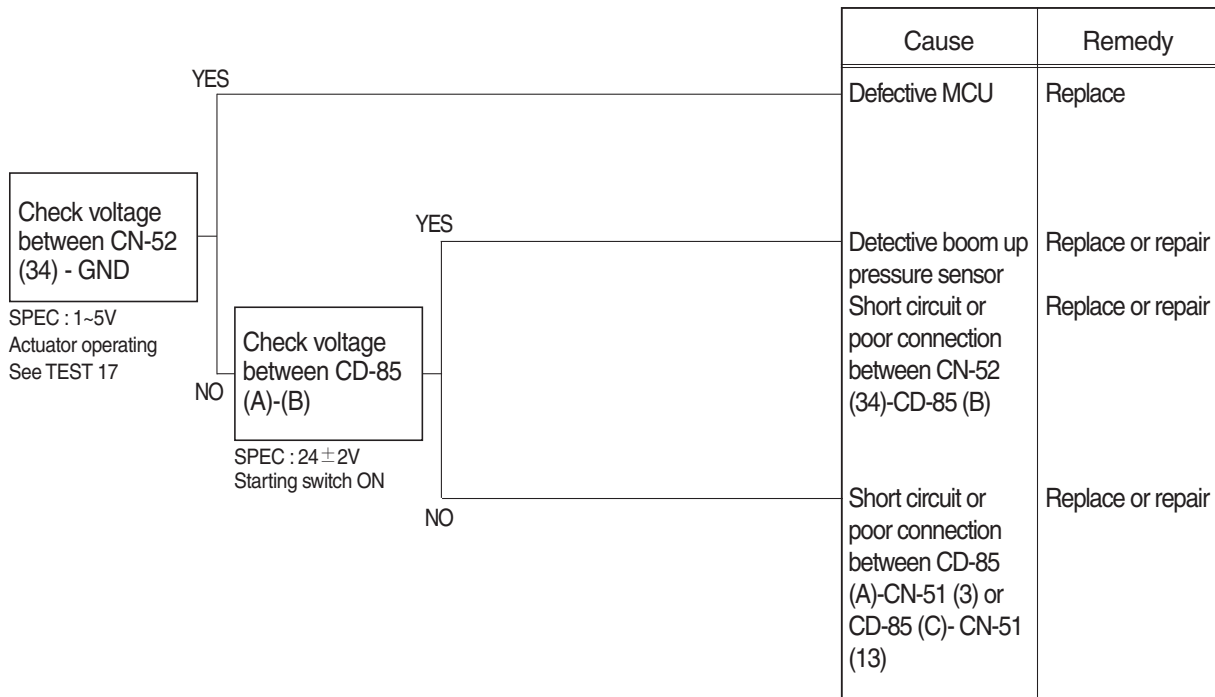 Cause
Remedy
YES
Defective MCU
Replace
Check voltage
between CN-52
(34) - GND
SPEC : 1~5V
Actuator operating
See TEST 17
YES
Detective boom up
pressure sensor
Replace or repair
Short circuit or
poor connection
between CN-52
(34)-CD-85 (B)
Replace or repair
NO
Check voltage
between CD-85
(A)-(B)
SPEC : 24±2V
Starting switch ON
NO
Short circuit or
poor connection
between CD-85
(A)-CN-51 (3) or
CD-85 (C)- CN-51
(13)
Replace or repair